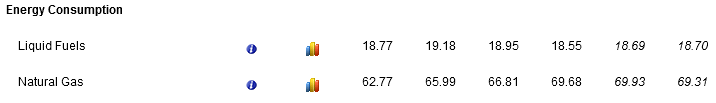 Energy Consumption
Liquid Fuels 18.77 19.18 18.95 18.55 18.69 18.70
Natural Gas 62.77 65.99 66.81 69.68 69.93 69.31